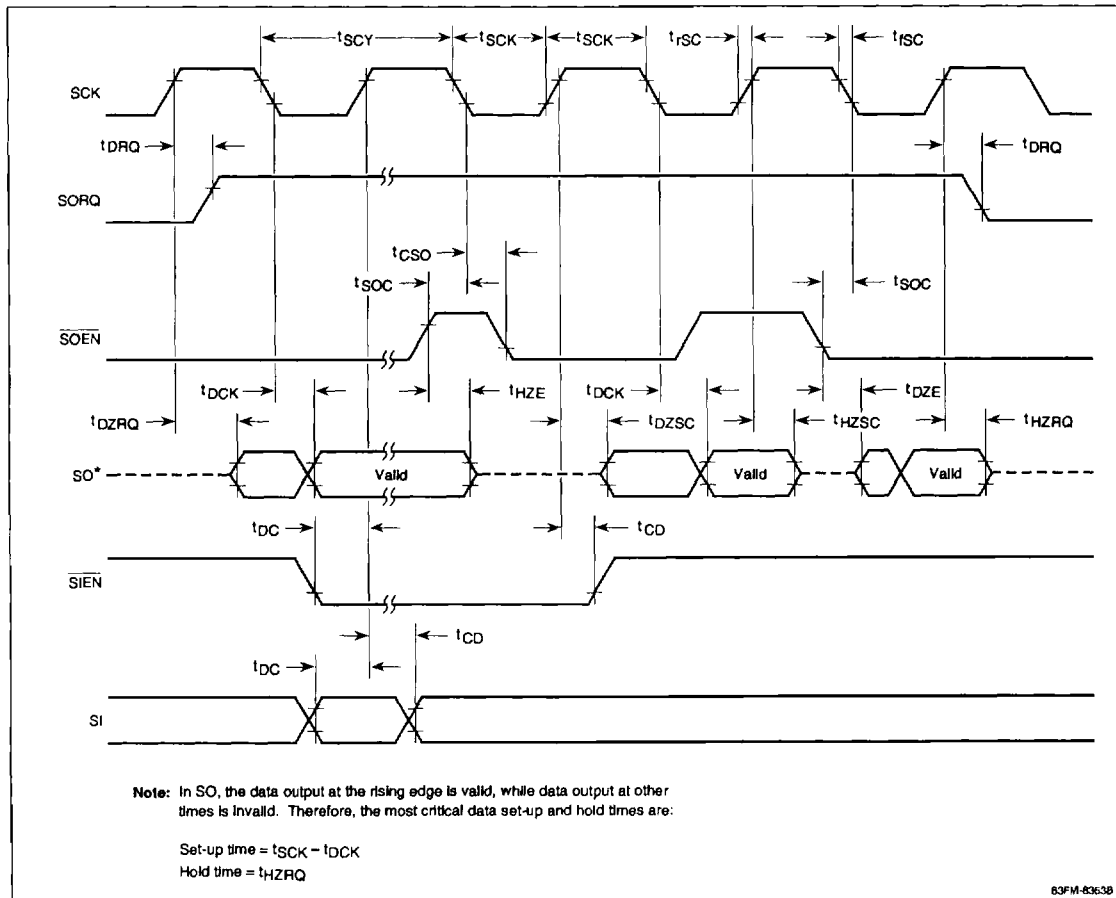 tSCY tSCK tSCK trSC tfSC
SCK
tDRQ tDRQ
SORQ
tCSO
tSOC tSOC
SOEN
tDCK tHZE tDCK tDZE
tDZRQ tDZSC tHZSC tHZRQ
SO* Valid Valid Valid
tDC tCD
SIEN
tCD
tDC
SI
Note: In SO, the data output at the rising edge is valid, while data output at other
times is invalid. Therefore, the most critical data set-up and hold times are:
Set-up time = tSCK – tDCK
Hold time = tHZRQ
83FM-8353B